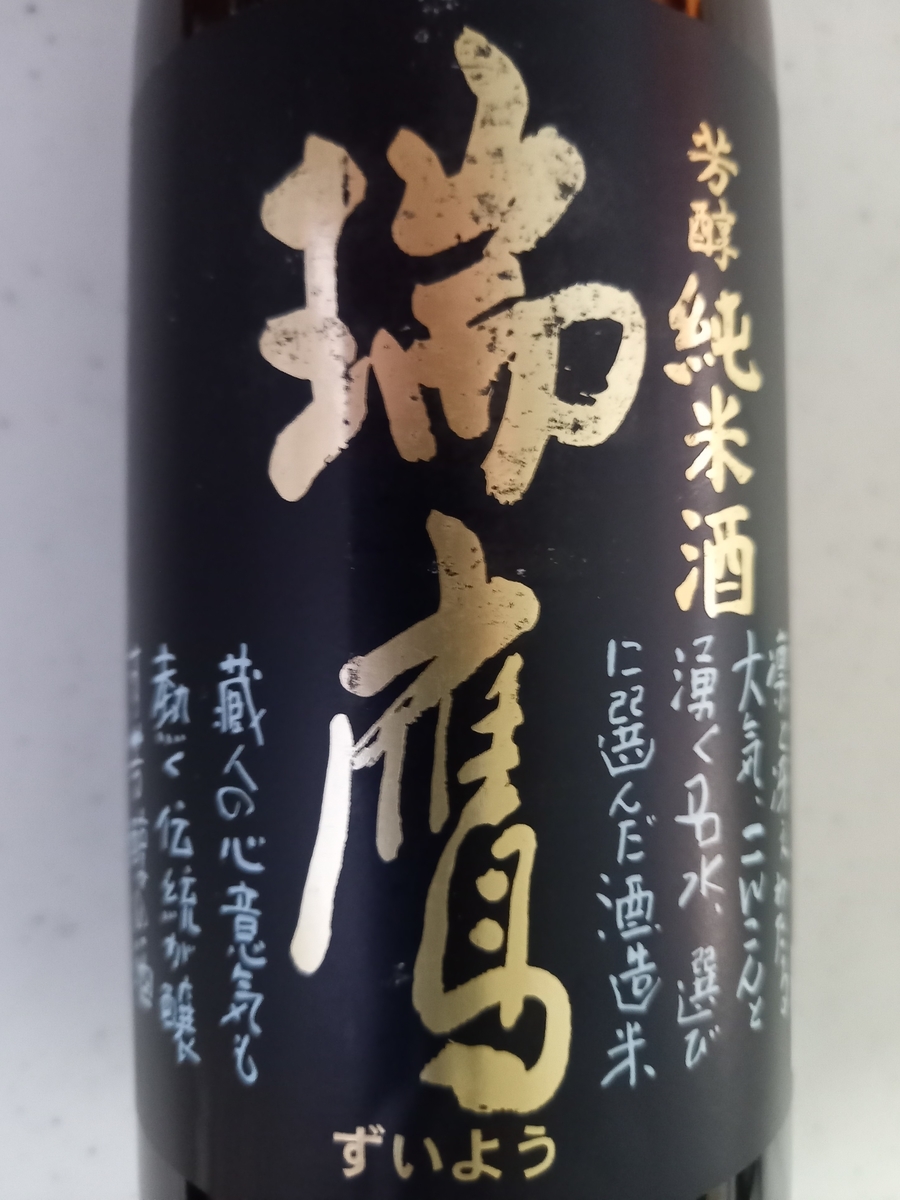 芳醇
純米酒
瑞鷹
ずいよう
大気、こんこんと
湧く名水、選び
に選んだ酒造米
蔵人の心意気も
熱く伝統が醸